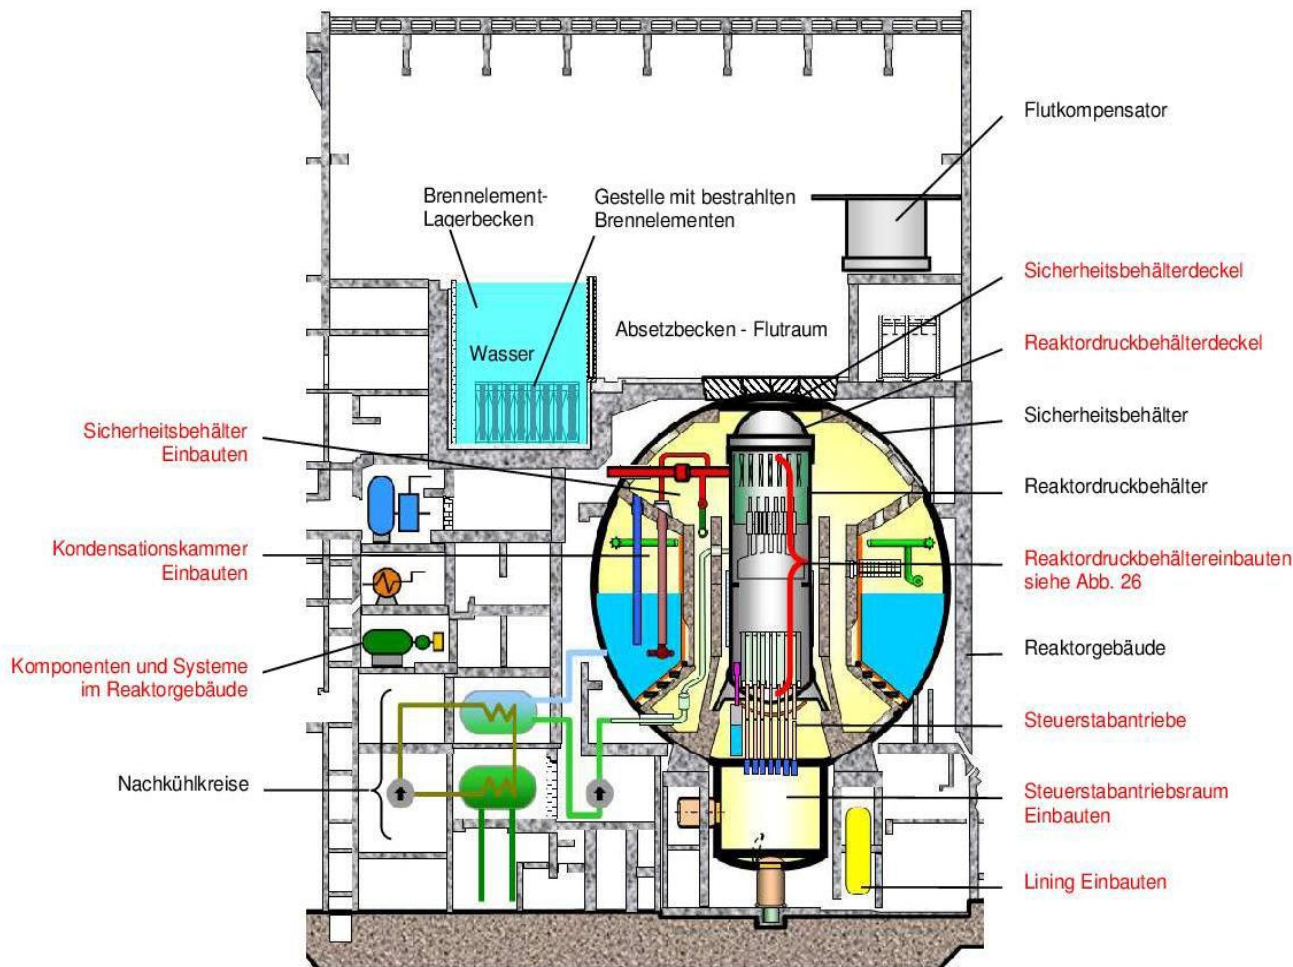 Flutkompensator
Brennelement-
Lagerbecken
Gestelle mit bestrahlten
Brennelementen
Sicherheitsbehälterdeckel
Absetzbecken - Flutraum
Reaktordruckbehälterdeckel
Wasser
Sicherheitsbehälter
Einbauten
Sicherheitsbehälter
Reaktordruckbehälter
Kondensationskammer
Einbauten
Reaktordruckbehältereinbauten
siehe Abb. 26
Komponenten und Systeme
im Reaktorgebäude
Reaktorgebäude
Steuerstabantriebe
Nachkühlkreise
Steuerstabantriebsraum
Einbauten
Lining Einbauten